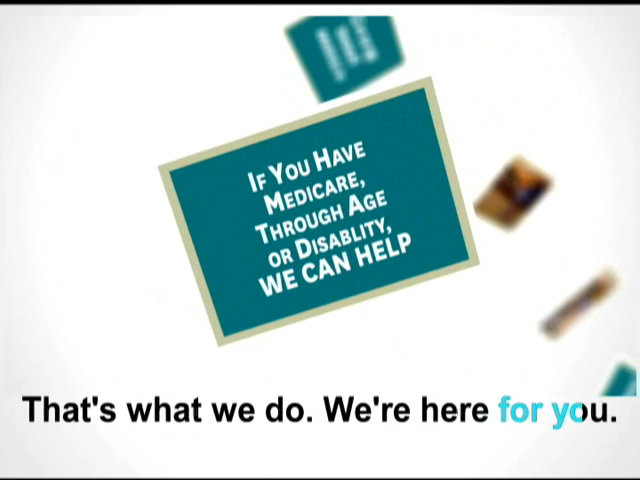 If You Have
Medicare,
Through Age
or Disablity,
WE CAN HELP
That's what we do. We're here for you.